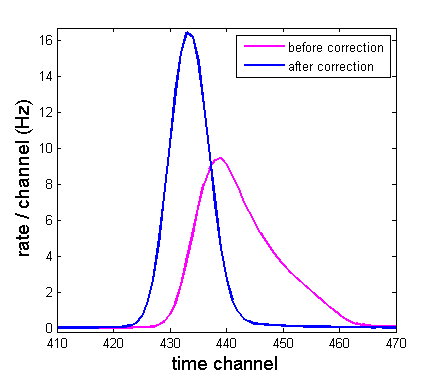 16
14
12
10
8
6
4
2
0
rate / channel (Hz)
before correction
after correction
410 420 430 440 450 460 470
time channel